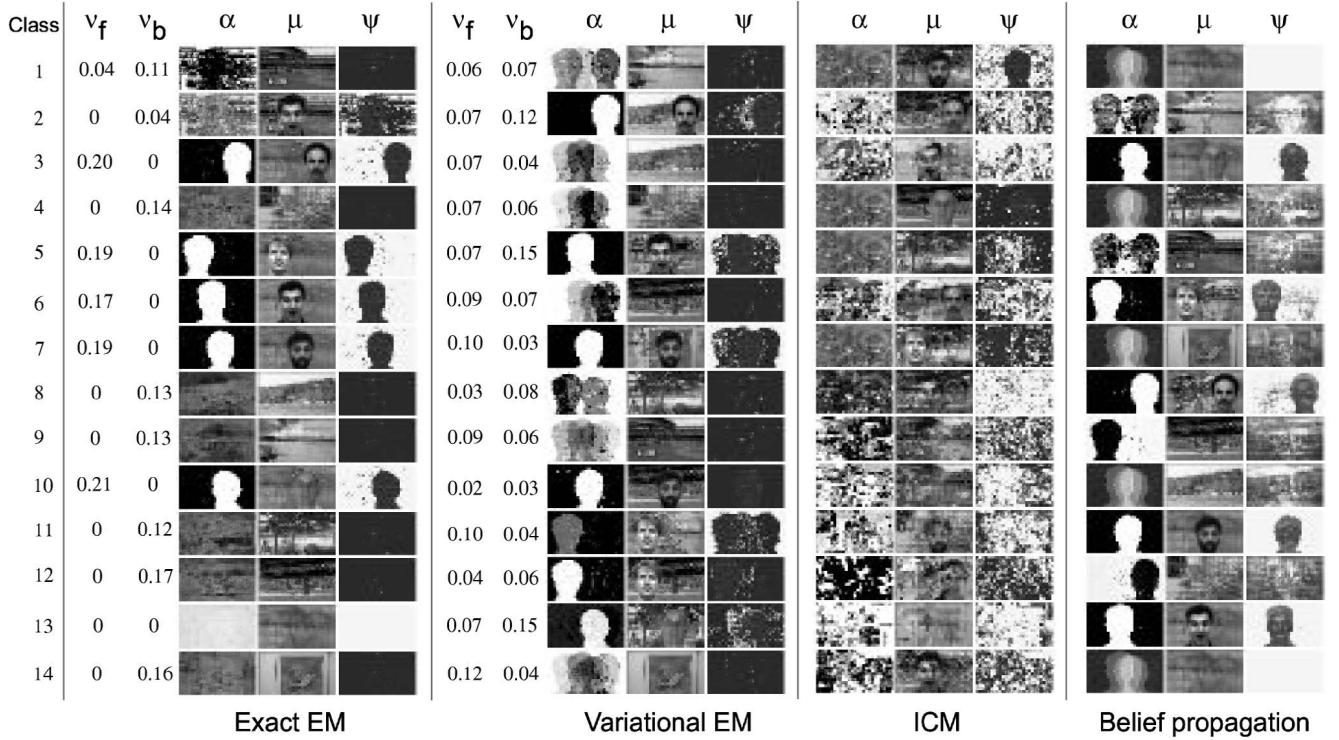 Class ν_f ν_b α μ ψ ν_f ν_b α μ ψ α μ ψ α μ ψ
1 0.04 0.11 0.06 0.07
2 0 0.04 0.07 0.12
3 0.20 0 0.07 0.04
4 0 0.14 0.07 0.06
5 0.19 0 0.07 0.15
6 0.17 0 0.09 0.07
7 0.19 0 0.10 0.03
8 0 0.13 0.03 0.08
9 0 0.13 0.09 0.06
10 0.21 0 0.02 0.03
11 0 0.12 0.10 0.04
12 0 0.17 0.04 0.06
13 0 0 0.07 0.15
14 0 0.16 0.12 0.04
Exact EM Variational EM ICM Belief propagation